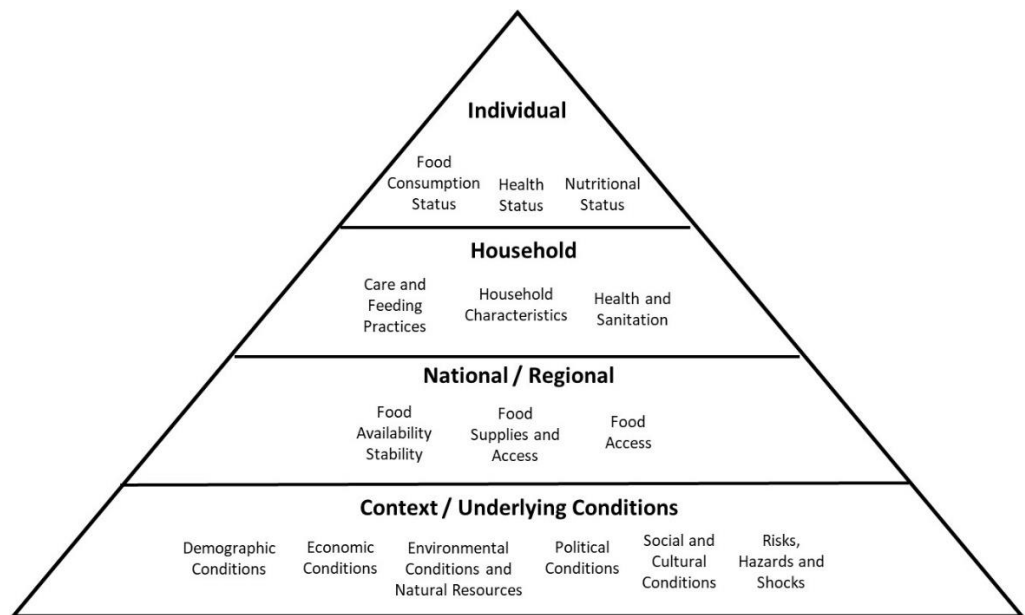 Individual
Food
Consumption
Status
Health
Status
Nutritional
Status
Household
Care and
Feeding
Practices
Household
Characteristics
Health and
Sanitation
National / Regional
Food
Availability
Stability
Food
Supplies and
Access
Food
Access
Context / Underlying Conditions
Demographic
Conditions
Economic
Conditions
Environmental
Conditions and
Natural Resources
Political
Conditions
Social and
Cultural
Conditions
Risks,
Hazards and
Shocks